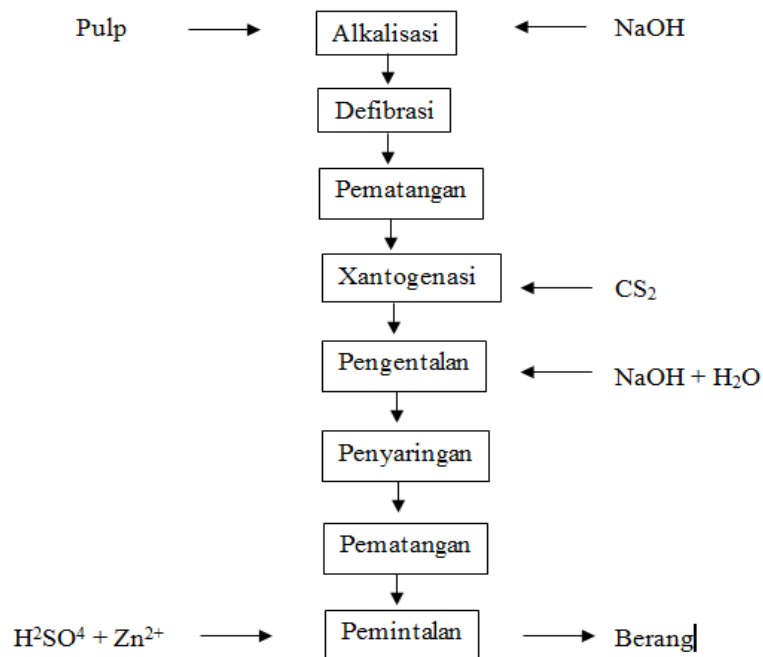 Pulp Alkalisasi NaOH
Defibrasi
Pematangan
Xantogenasi
CS₂
Pengentalan
NaOH + H₂O
Penyaringan
Pematangan
H²SO⁴ + Zn²⁺ Pemintalan Berang